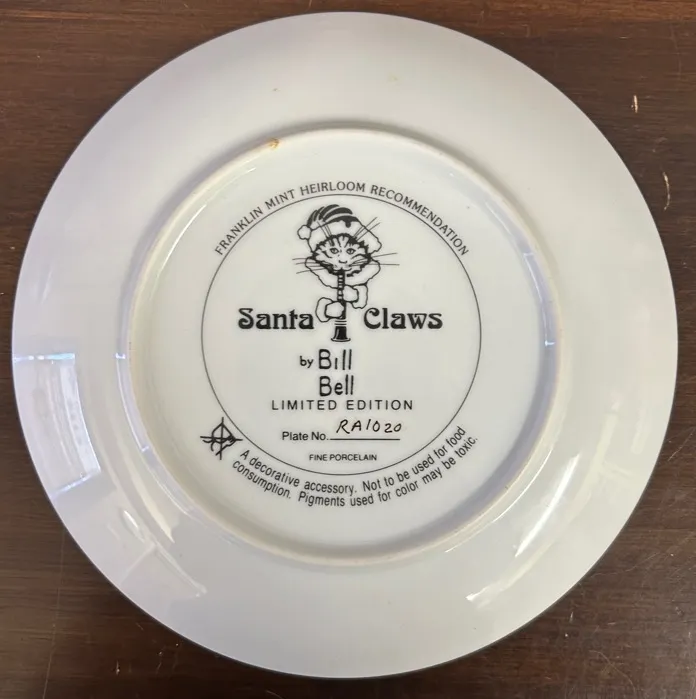 FRANKLIN MINT HEIRLOOM RECOMMENDATION
Santa Claws
by Bill
Bell
LIMITED EDITION
Plate No. RA1020
FINE PORCELAIN
A decorative accessory. Not to be used for food
consumption. Pigments used for color may be toxic.